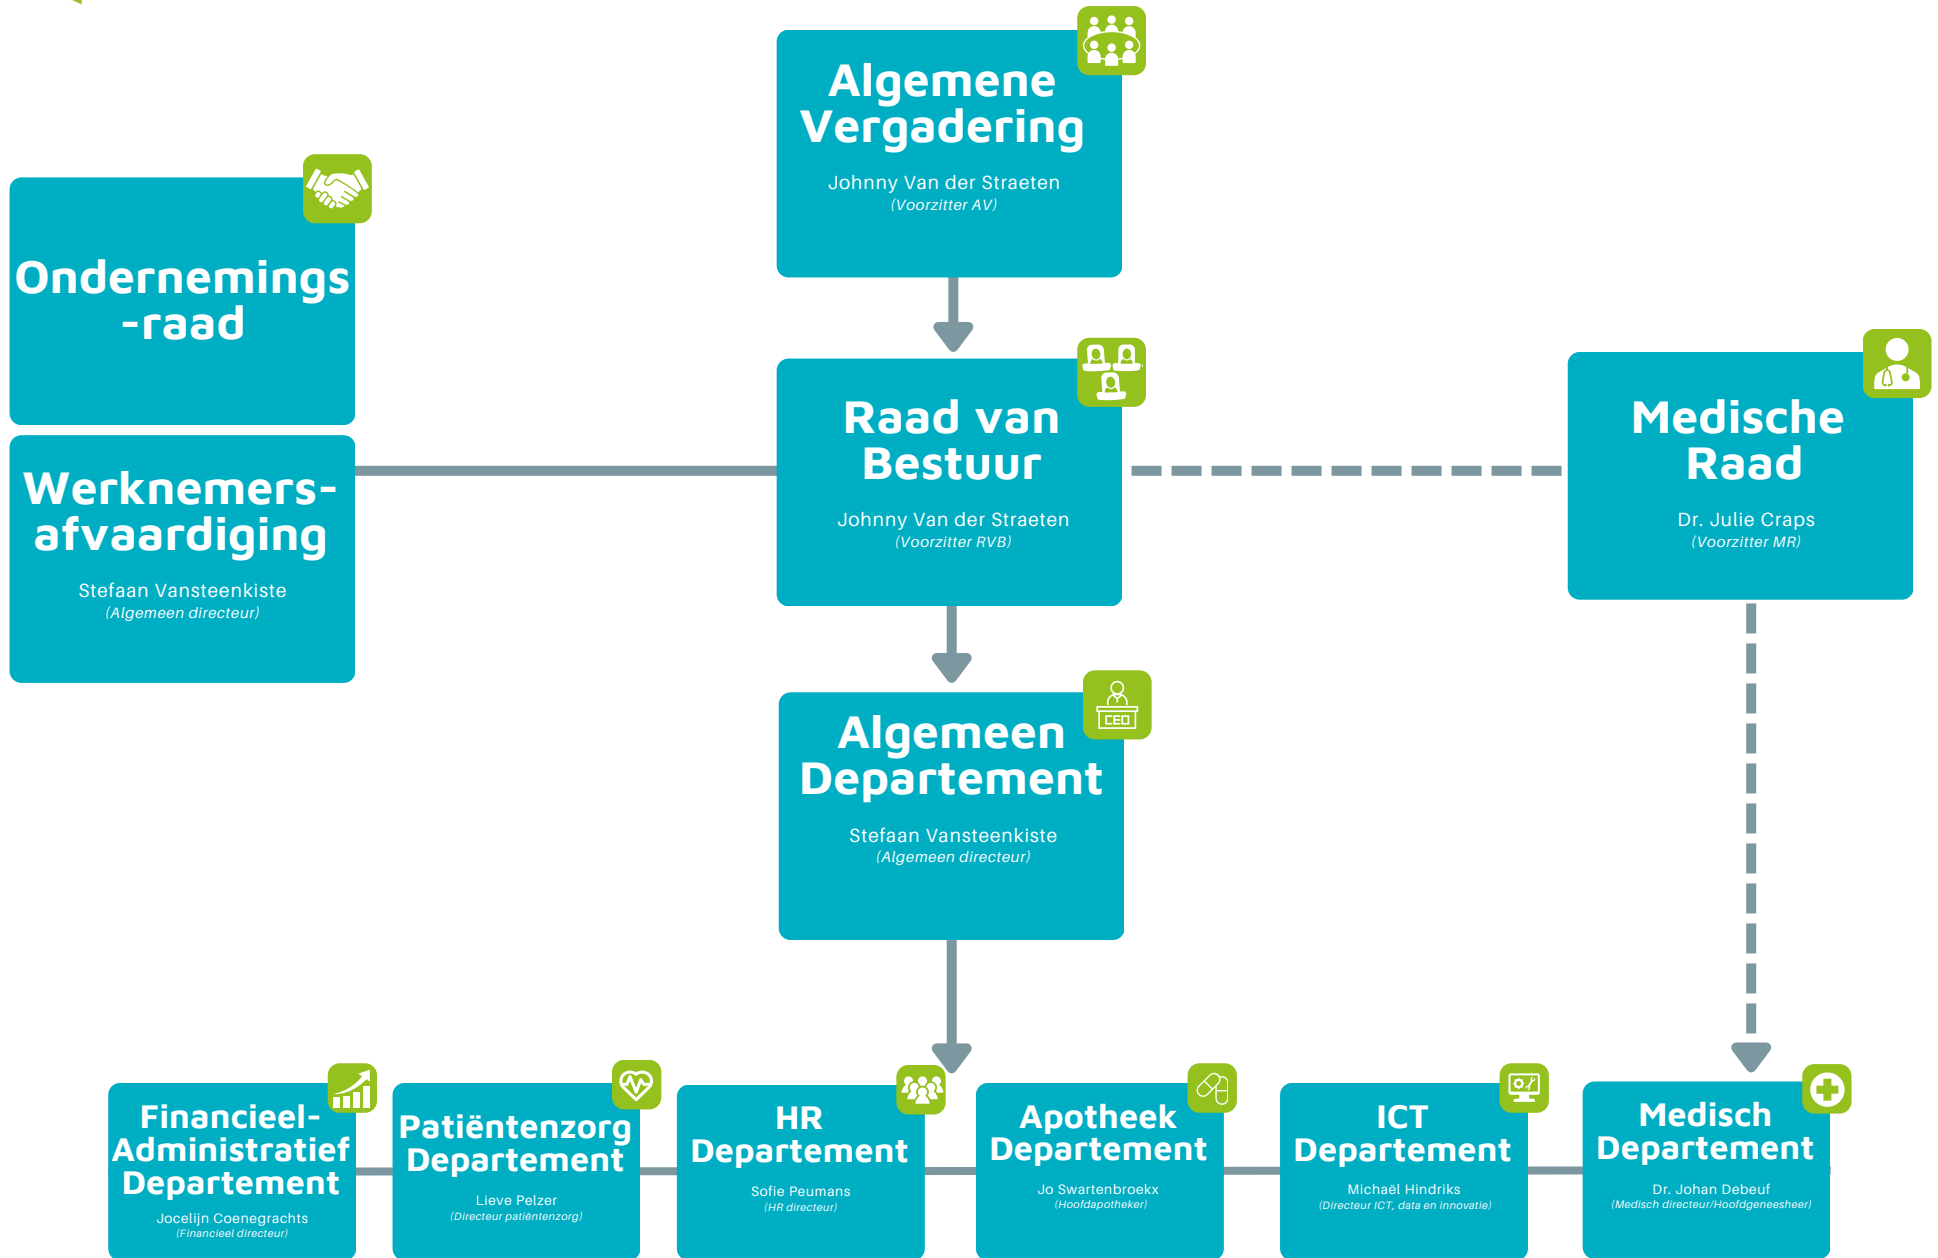 Algemene
Vergadering
Johnny Van der Straeten
(Voorzitter AV)
Ondernemings
-raad
Werknemers-
afvaardiging
Stefaan Vansteenkiste
(Algemeen directeur)
Raad van
Bestuur
Johnny Van der Straeten
(Voorzitter RVB)
Medische
Raad
Dr. Julie Craps
(Voorzitter MR)
CEO
Algemeen
Departement
Stefaan Vansteenkiste
(Algemeen directeur)
Financieel-
Administratief
Departement
Jocelijn Coenegrachts
(Financieel directeur)
Patiëntenzorg
Departement
Lieve Pelzer
(Directeur patiëntenzorg)
HR
Departement
Sofie Peumans
(HR directeur)
Apotheek
Departement
Jo Swartenbroekx
(Hoofdapotheker)
ICT
Departement
Michaël Hindriks
(Directeur ICT, data en innovatie)
Medisch
Departement
Dr. Johan Debeuf
(Medisch directeur/Hoofdgeneesheer)